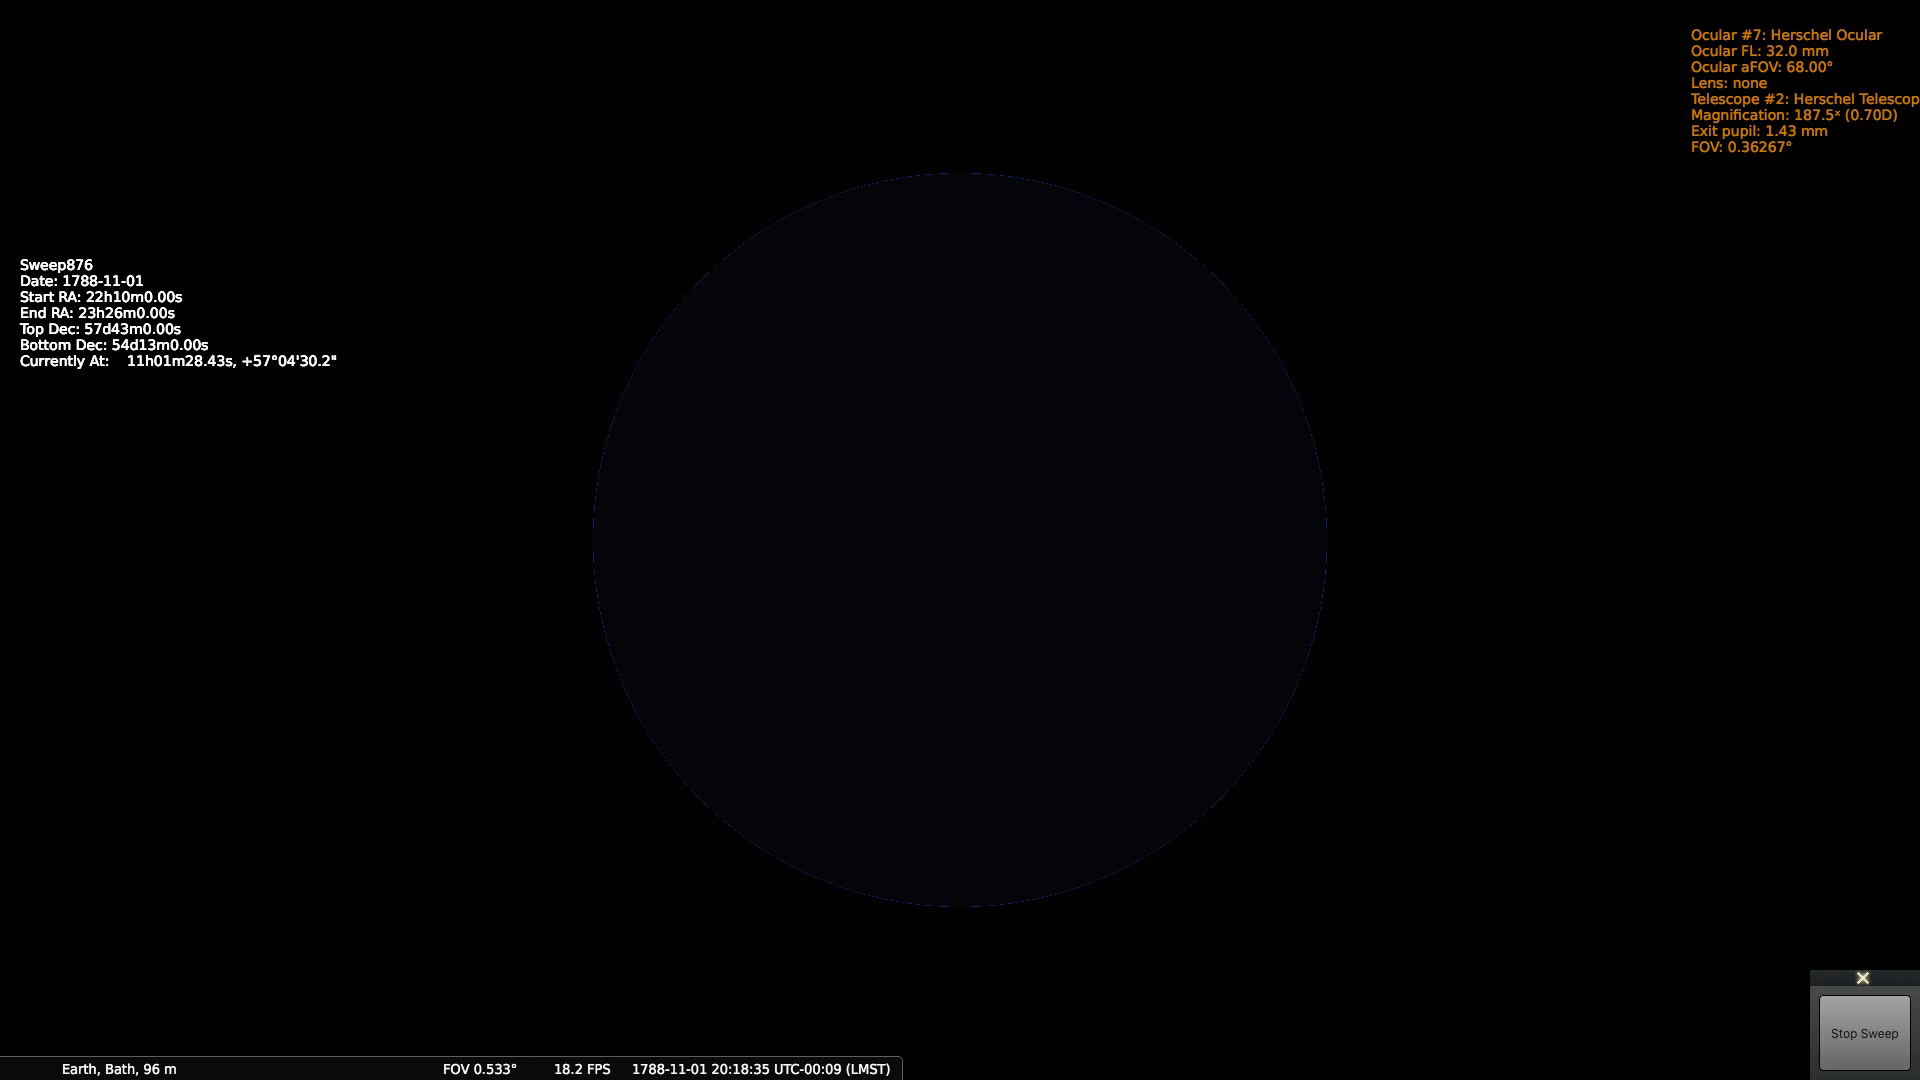 Ocular #7: Herschel Ocular
Ocular FL: 32.0 mm
Ocular aFOV: 68.00°
Lens: none
Telescope #2: Herschel Telescop
Magnification: 187.5ˣ (0.70D)
Exit pupil: 1.43 mm
FOV: 0.36267°
Sweep876
Date: 1788-11-01
Start RA: 22h10m0.00s
End RA: 23h26m0.00s
Top Dec: 57d43m0.00s
Bottom Dec: 54d13m0.00s
Currently At: 11h01m28.43s, +57°04'30.2"
Stop Sweep
Earth, Bath, 96 m FOV 0.533° 18.2 FPS 1788-11-01 20:18:35 UTC-00:09 (LMST)